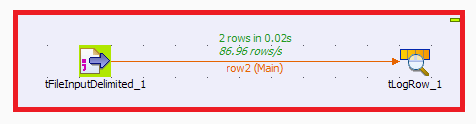 2 rows in 0.02s
86.96 rows/s
row2 (Main)
tFileInputDelimited_1
tLogRow_1